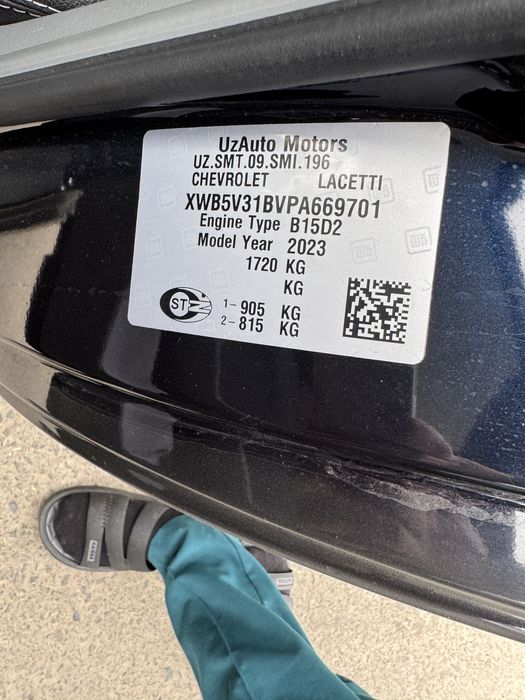 UzAuto Motors
UZ.SMT.09.SMI.196
CHEVROLET LACETTI
XWB5V31BVPA669701
Engine Type B15D2
Model Year 2023
1720 KG
KG
1- 905 KG
2- 815 KG